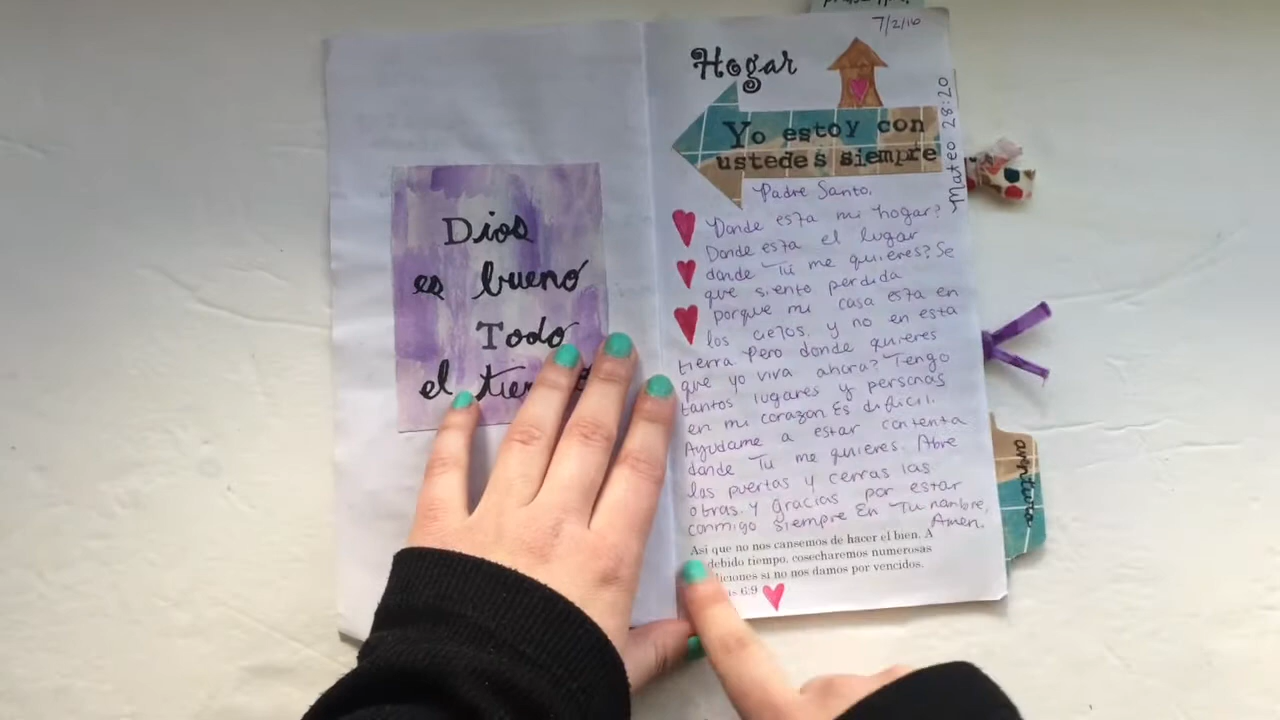 Dios
es bueno
Todo
el
7/2/16
Hogar
Yo estoy con
ustedes siempre
Mateo 28:20
Padre Santo,
Donde esta mi hogar?
Donde esta el lugar
donde Tu me quieres? Se
que siento perdida
porque mi casa esta en
los cielos, y no en esta
tierra Pero donde quieres
que yo viva ahora? Tengo
tantos lugares y personas
en mi corazon Es dificil.
Ayudame a estar contenta
donde Tu me quieres. Abre
las puertas y cerras las
otras. Y gracias por estar
conmigo siempre En Tu nombre,
Amen.
Así que no nos cansemos de hacer el bien. A
debido tiempo, cosecharemos numerosas
si no nos damos por vencidos.
6:9